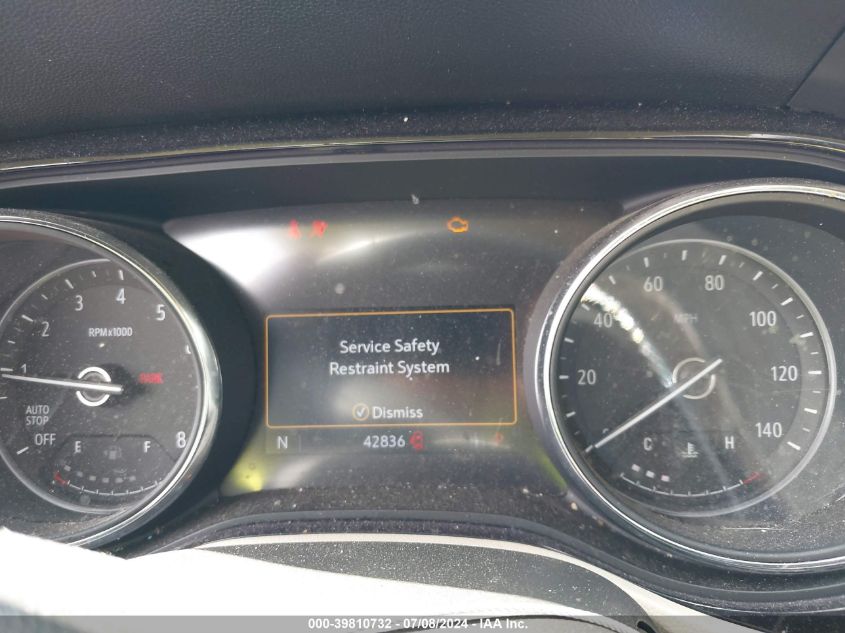 1
2
3
4
5
8
RPMx1000
PARK
AUTO
STOP
OFF
E F
Service Safety
Restraint System
Dismiss
N 42836
20
40
60
80
100
120
140
MPH
C H
000-39810732 / 07/08/2024 - © IAA Inc.